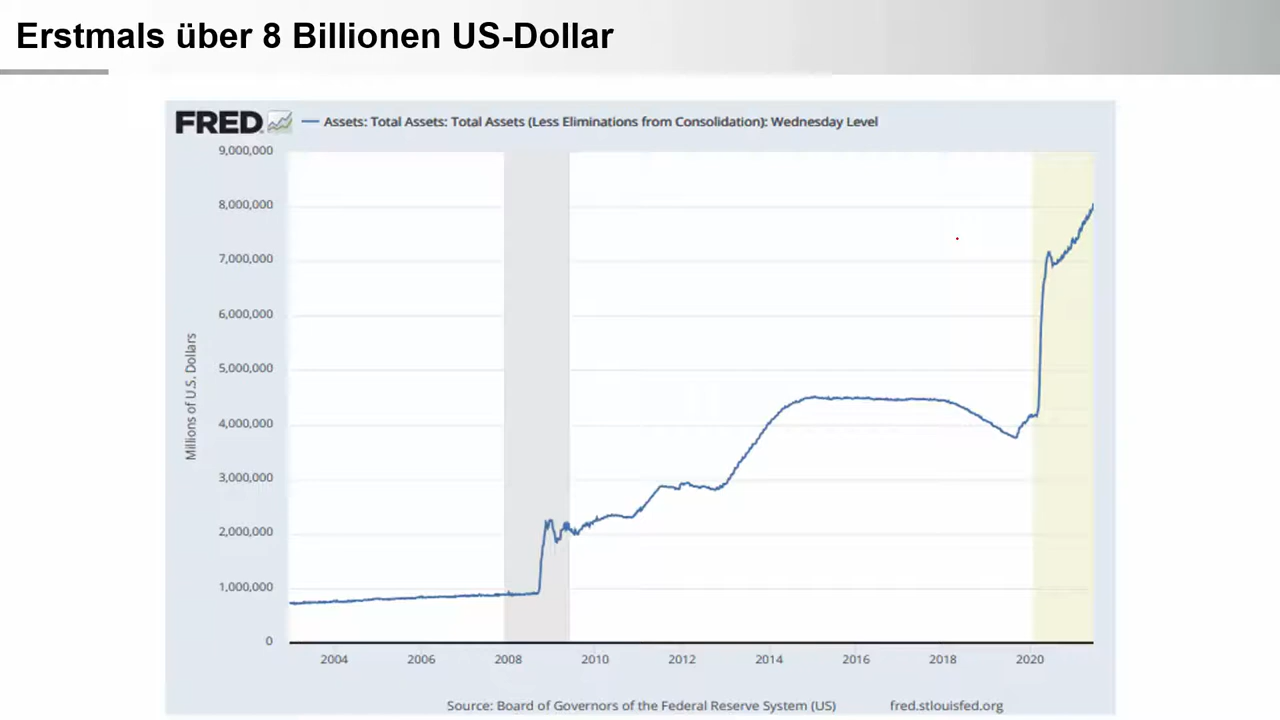 Erstmals über 8 Billionen US-Dollar
FRED
Assets: Total Assets: Total Assets (Less Eliminations from Consolidation): Wednesday Level
9,000,000
8,000,000
7,000,000
6,000,000
5,000,000
4,000,000
3,000,000
2,000,000
1,000,000
0
Millions of U.S. Dollars
2004 2006 2008 2010 2012 2014 2016 2018 2020
Source: Board of Governors of the Federal Reserve System (US) fred.stlouisfed.org